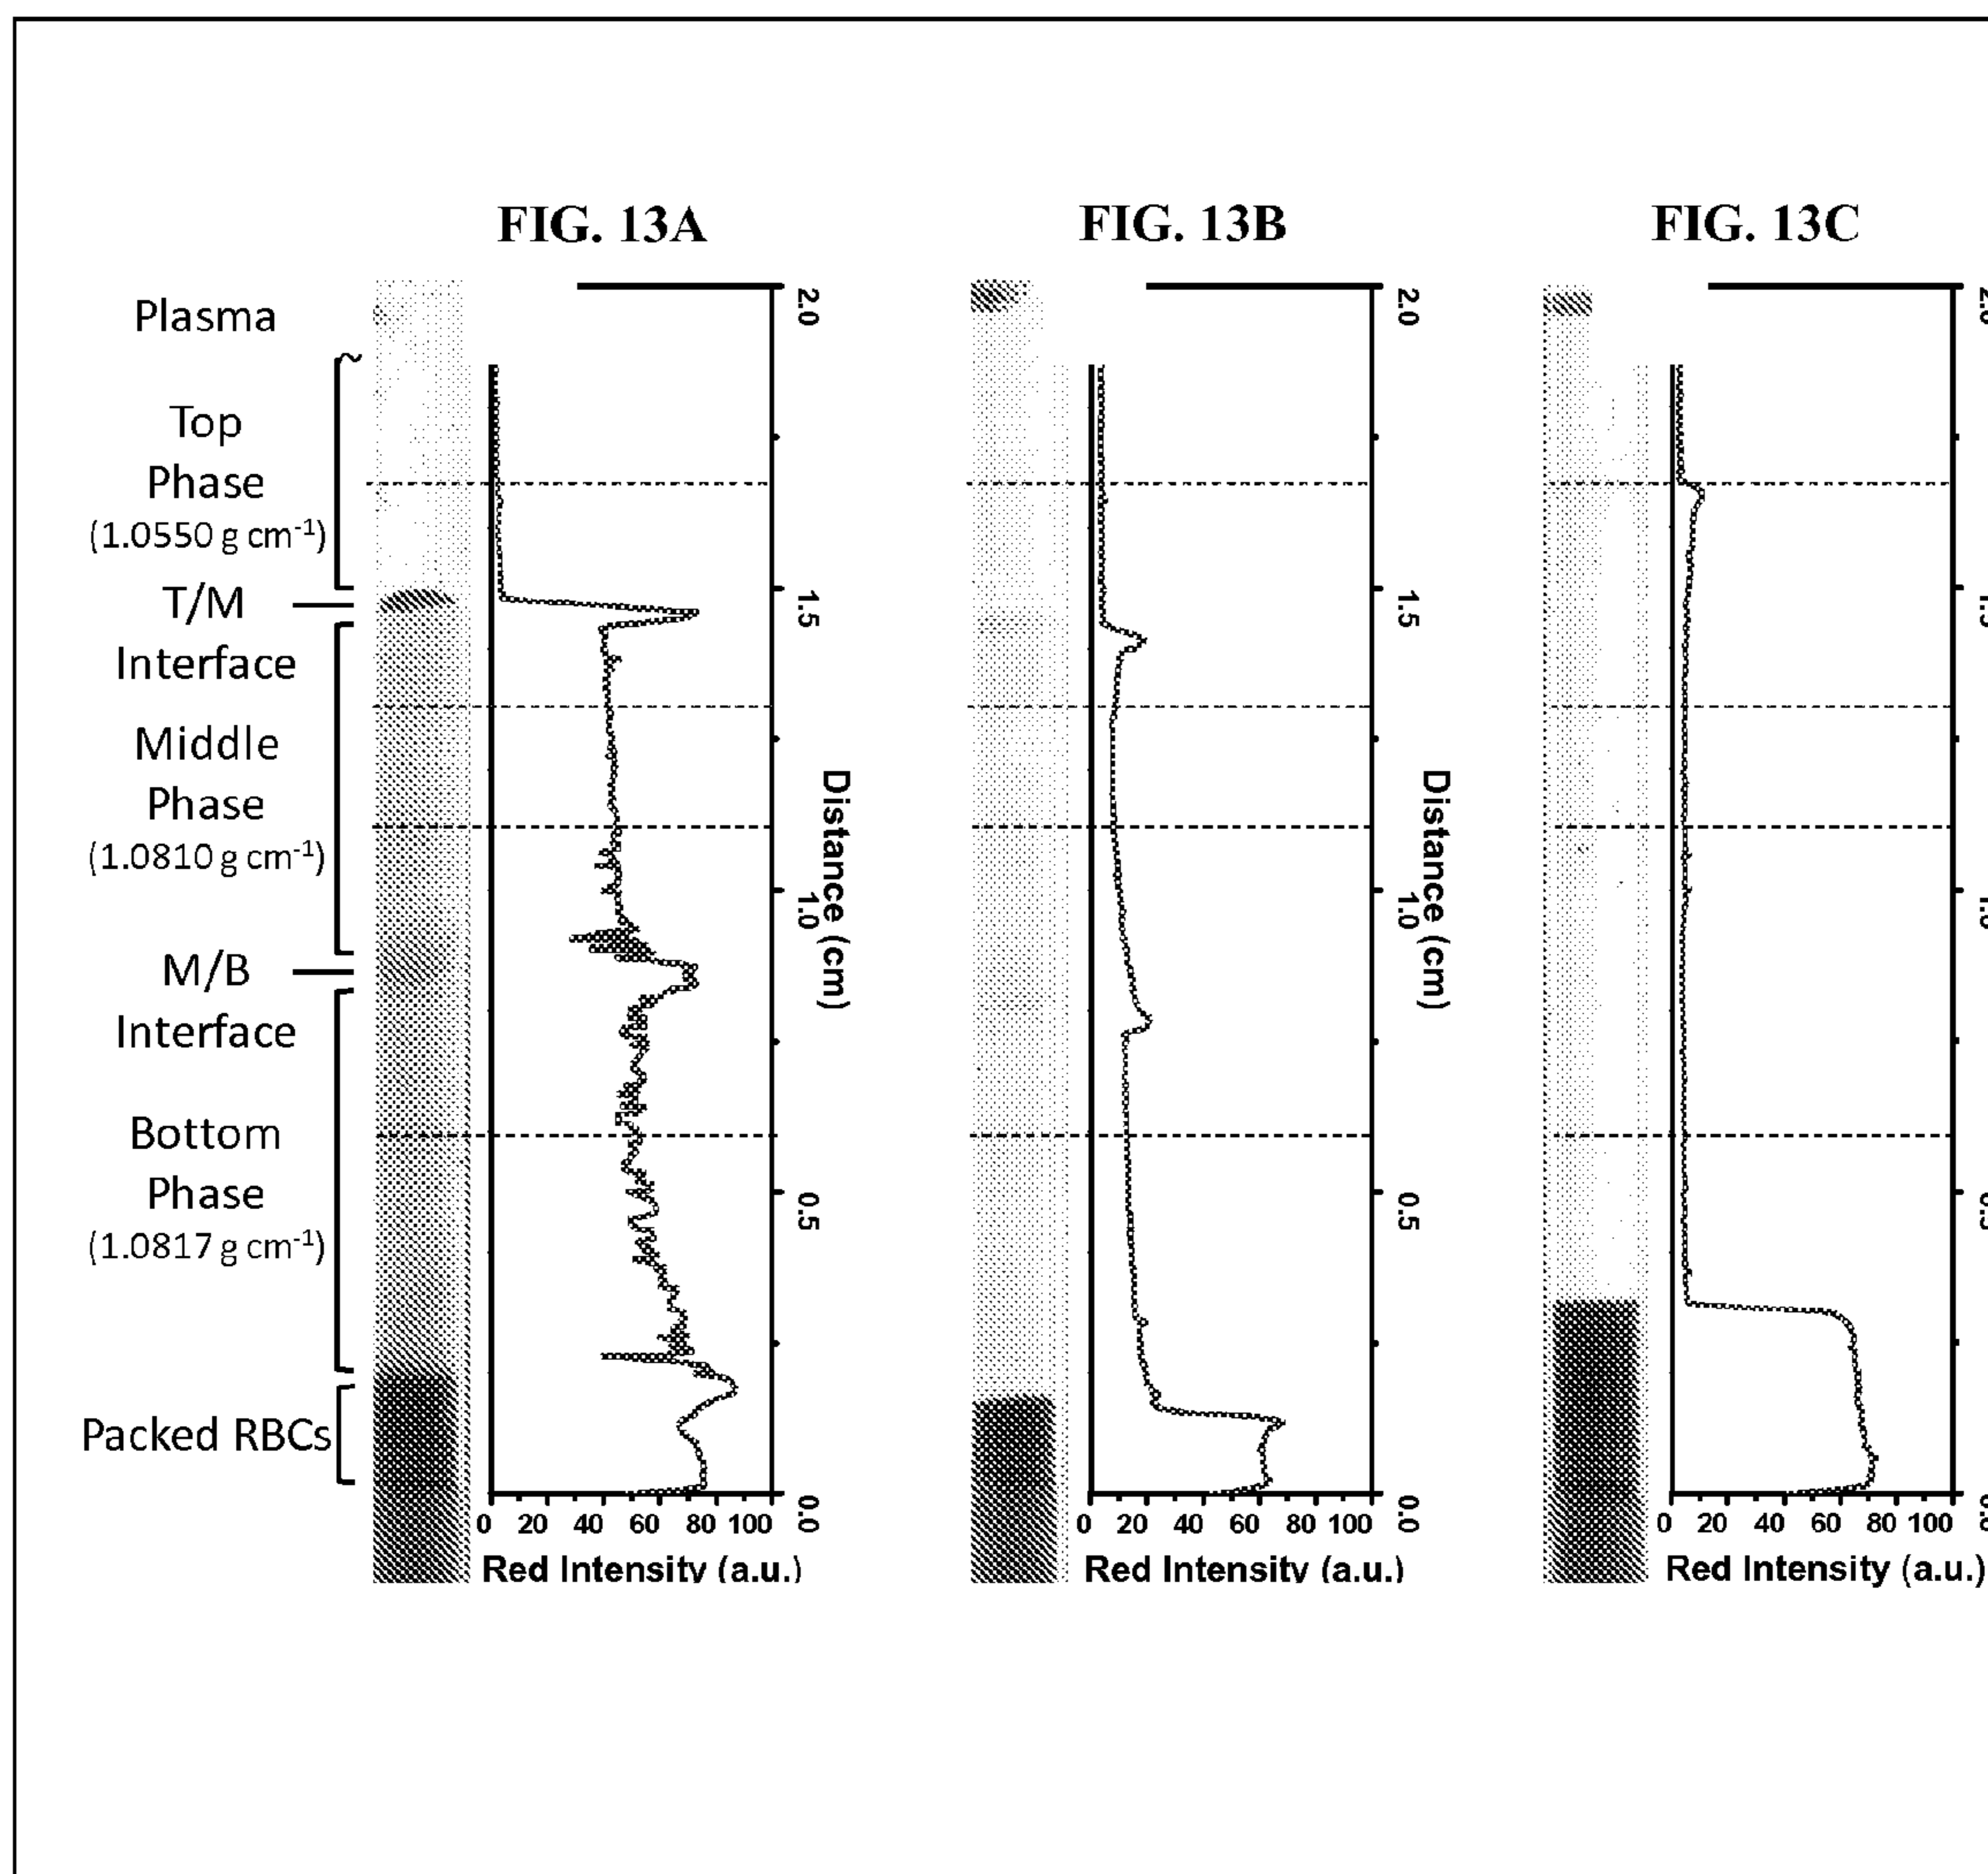 FIG. 13A
FIG. 13B
FIG. 13C
Plasma
Top
Phase
(1.0550 g cm⁻¹)
T/M
Interface
Middle
Phase
(1.0810 g cm⁻¹)
M/B
Interface
Bottom
Phase
(1.0817 g cm⁻¹)
Packed RBCs
2.0
1.5
1.0
0.5
0.0
Distance (cm)
0 20 40 60 80 100
Red Intensity (a.u.)
2.0
1.5
1.0
0.5
0.0
Distance (cm)
0 20 40 60 80 100
Red Intensity (a.u.)
0 20 40 60 80 100
Red Intensity (a.u.)